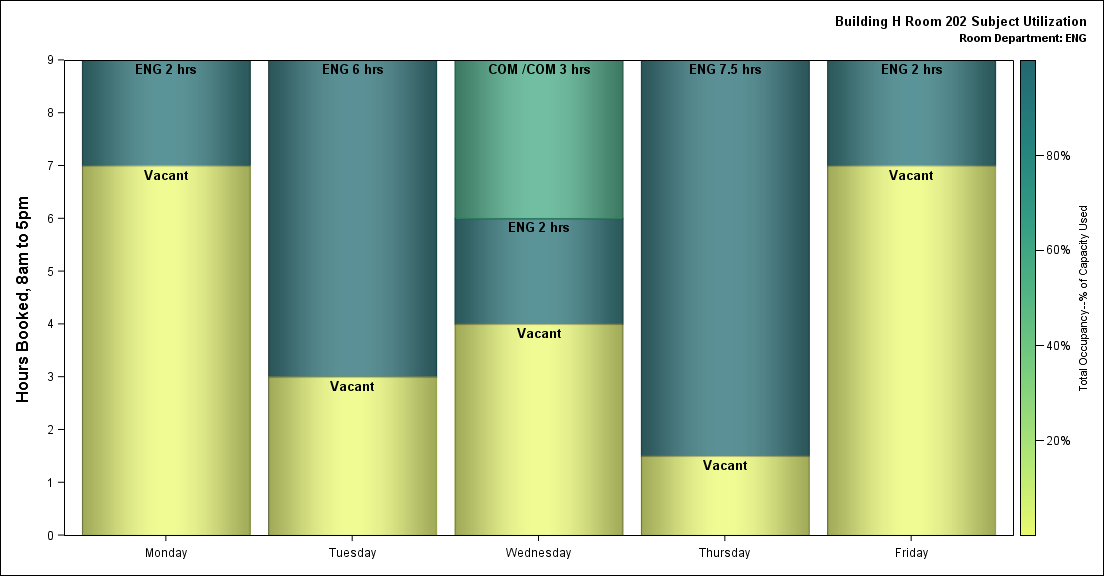 Building H Room 202 Subject Utilization
Room Department: ENG
Hours Booked, 8am to 5pm
9
8
7
6
5
4
3
2
1
0
ENG 2 hrs
Vacant
ENG 6 hrs
Vacant
COM /COM 3 hrs
ENG 2 hrs
Vacant
ENG 7.5 hrs
Vacant
ENG 2 hrs
Vacant
Monday
Tuesday
Wednesday
Thursday
Friday
80%
60%
40%
20%
Total Occupancy--% of Capacity Used